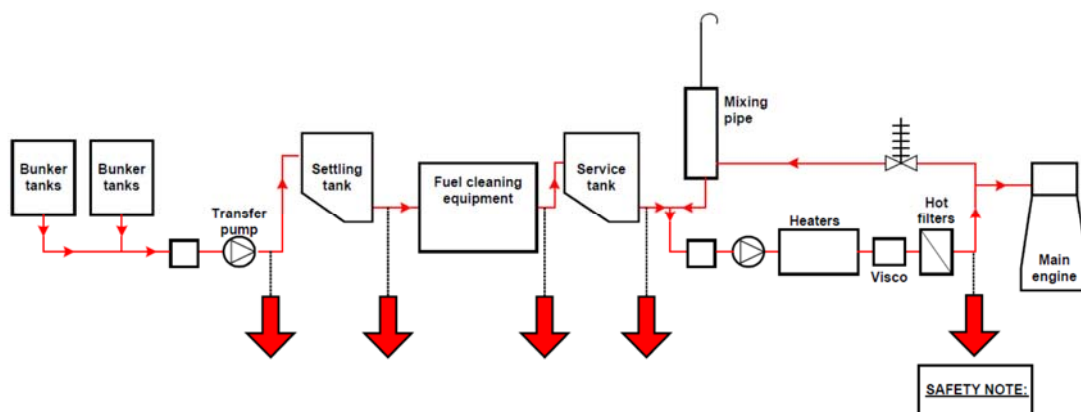 Bunker
tanks
Bunker
tanks
Transfer
pump
Settling
tank
Fuel cleaning
equipment
Service
tank
Mixing
pipe
Heaters
Visco
Hot
filters
Main
engine
SAFETY NOTE: